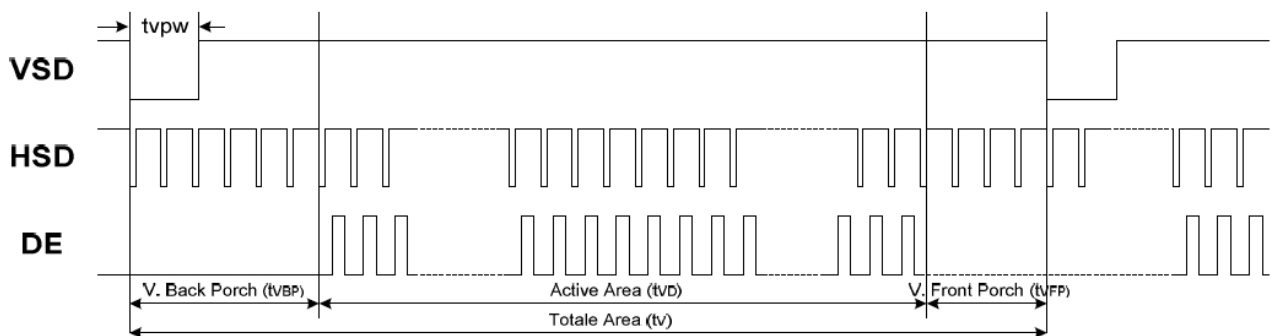 tvpw
VSD
HSD
DE
V. Back Porch (tVBP)
Active Area (tVD)
V. Front Porch (tVFP)
Totale Area (tv)